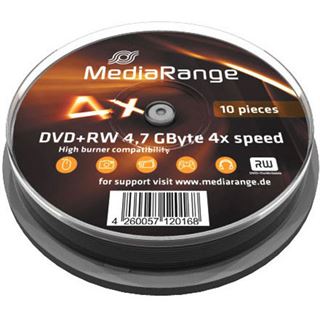 MediaRange
4x
10 pieces
DVD+RW 4,7 GByte 4x speed
High burner compatibility
RW
for support visit www.mediarange.de
4 260057 120168